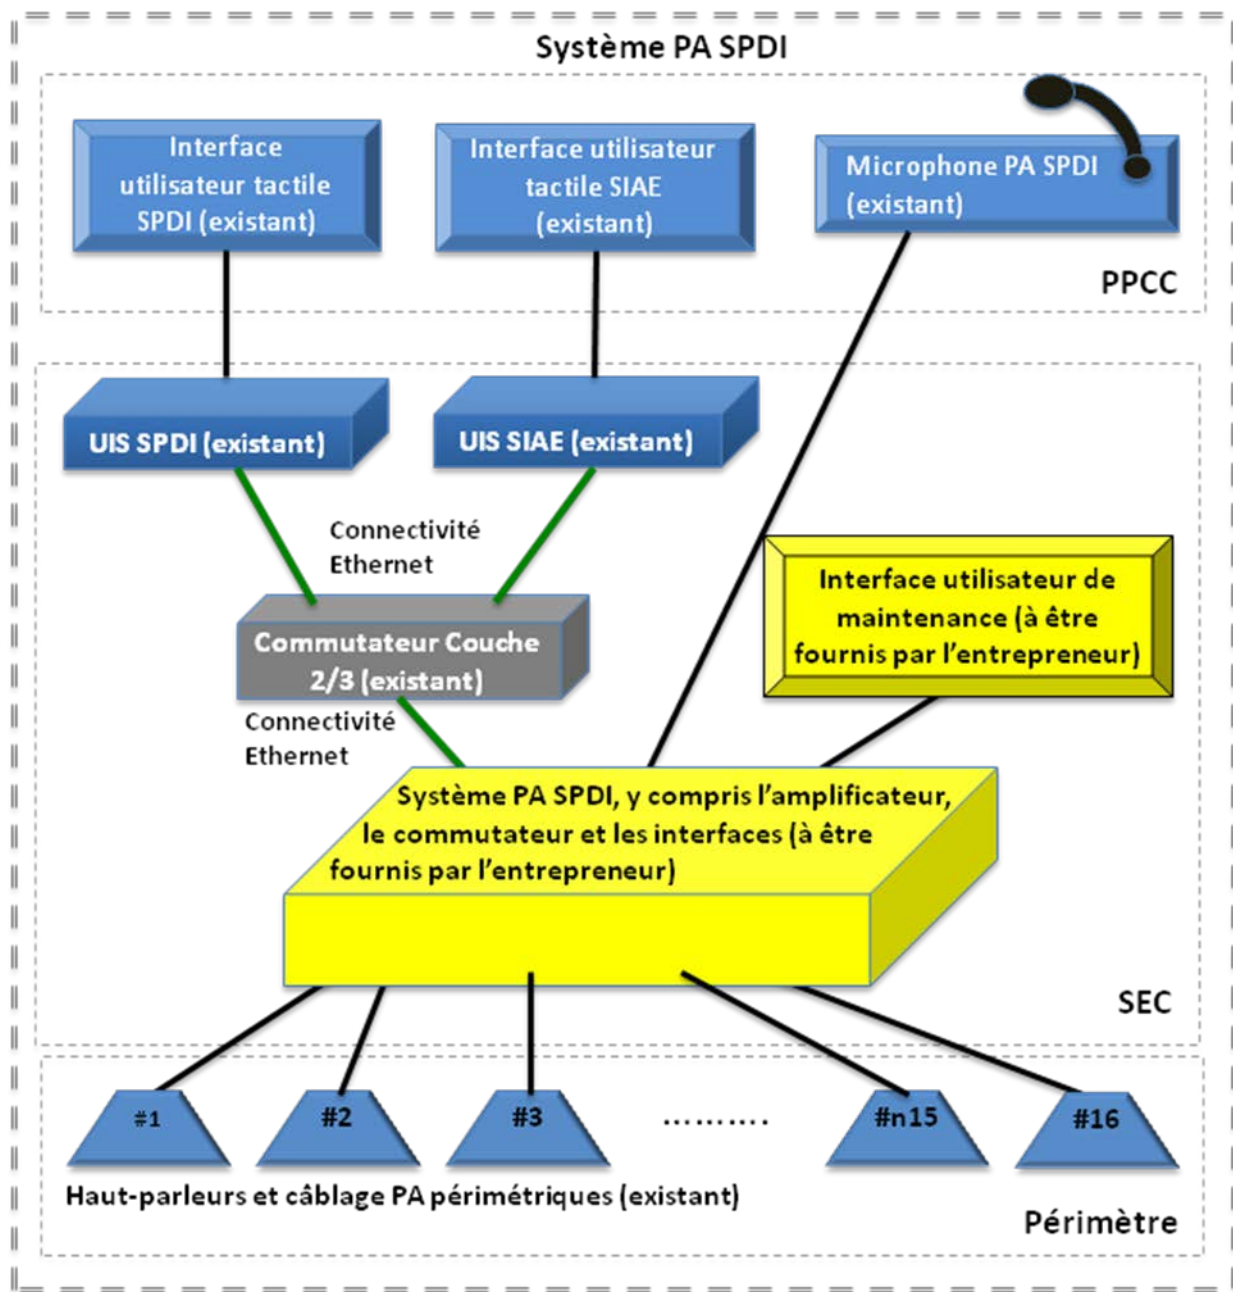 Système PA SPDI
Interface
utilisateur tactile
SPDI (existant)
Interface utilisateur
tactile SIAE
(existant)
Microphone PA SPDI
(existant)
PPCC
UIS SPDI (existant)
UIS SIAE (existant)
Connectivité
Ethernet
Interface utilisateur de
maintenance (à être
fournis par l'entrepreneur)
Commutateur Couche
2/3 (existant)
Connectivité
Ethernet
Système PA SPDI, y compris l'amplificateur,
le commutateur et les interfaces (à être
fournis par l'entrepreneur)
SEC
#1
#2
#3
..........
#n15
#16
Haut-parleurs et câblage PA périmétriques (existant)
Périmètre